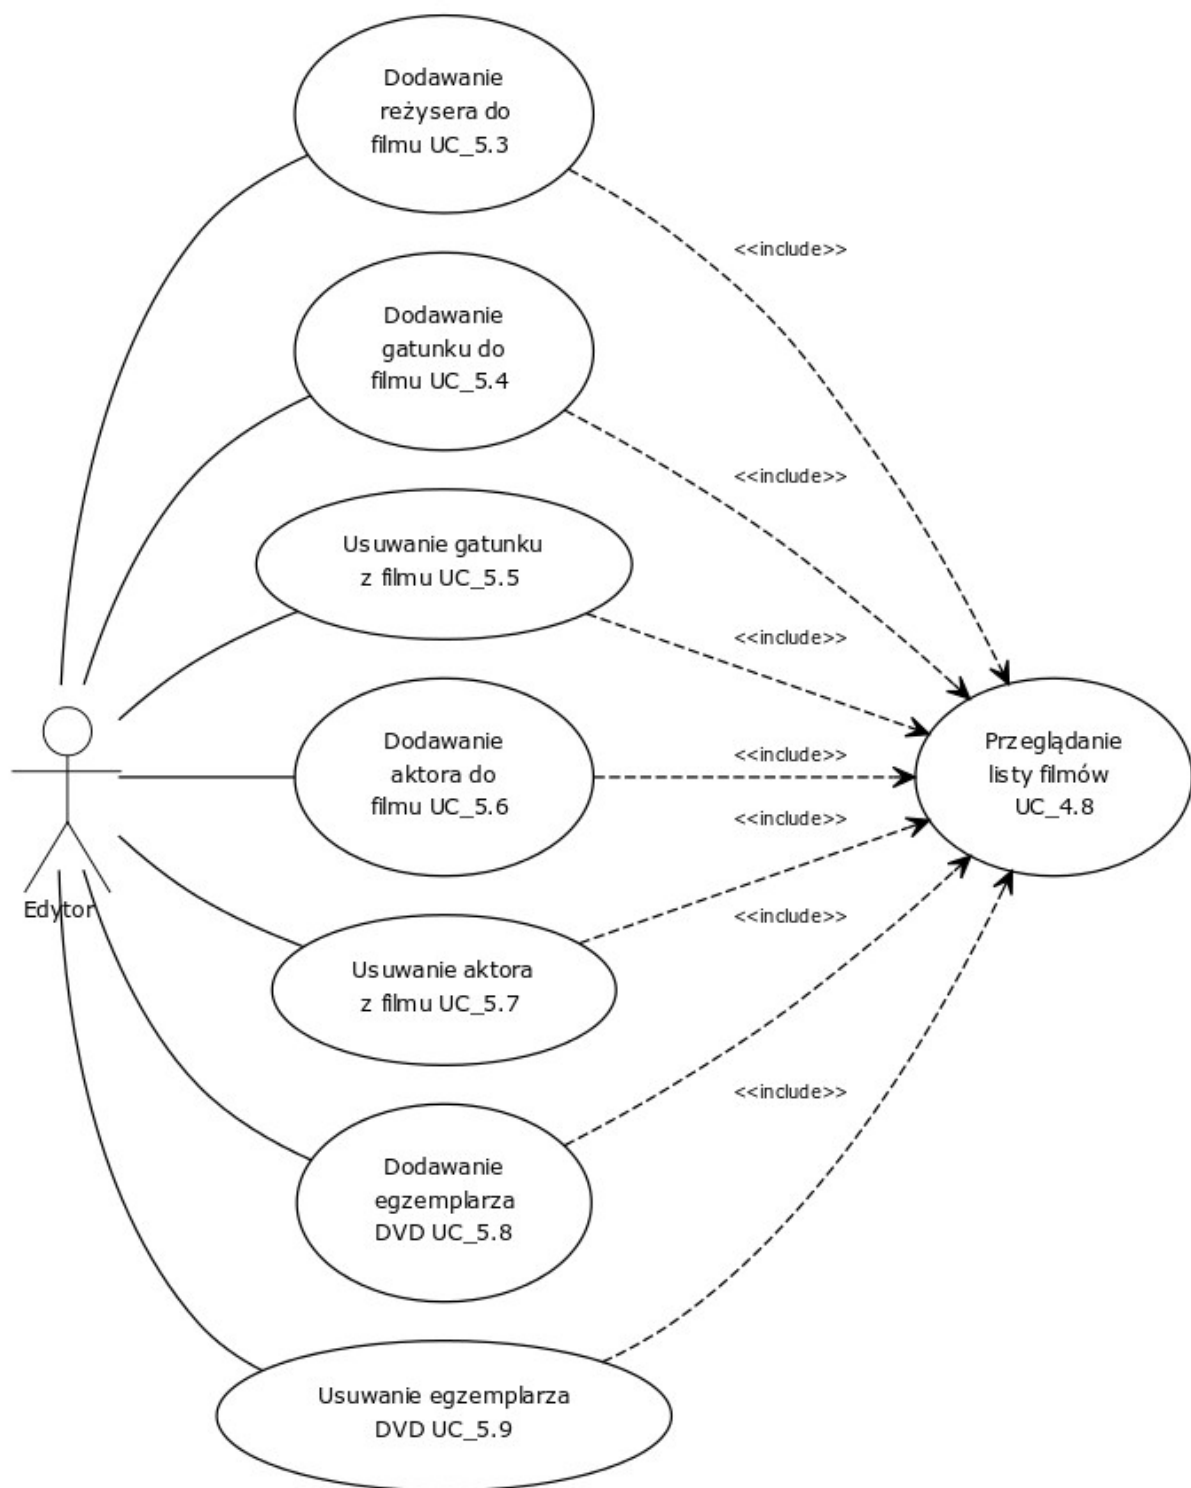 Dodawanie
reżysera do
filmu UC_5.3
<<include>>
Dodawanie
gatunku do
filmu UC_5.4
<<include>>
Usuwanie gatunku
z filmu UC_5.5
<<include>>
Dodawanie
aktora do
filmu UC_5.6
<<include>>
Przeglądanie
listy filmów
UC_4.8
<<include>>
Edytor
<<include>>
Usuwanie aktora
z filmu UC_5.7
<<include>>
Dodawanie
egzemplarza
DVD UC_5.8
Usuwanie egzemplarza
DVD UC_5.9